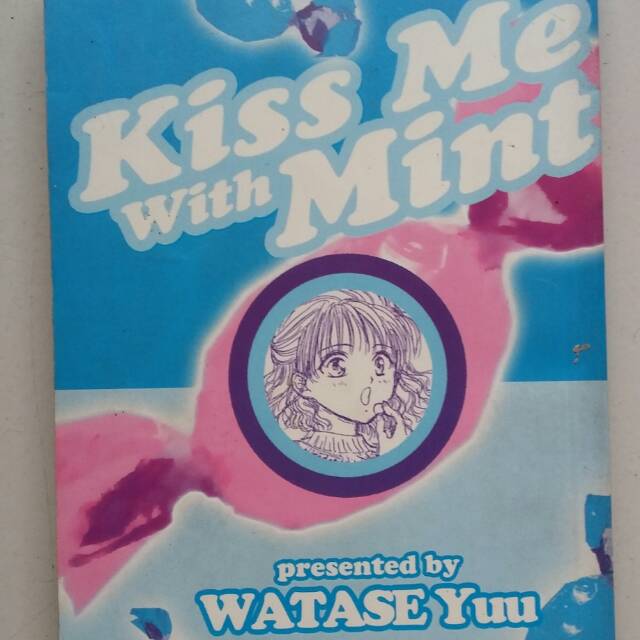 Kiss Me
With Mint
presented by
WATASE Yuu